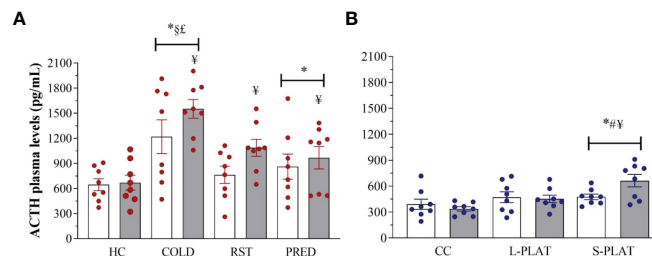 A
B
ACTH plasma levels (pg/mL)
2100
1800
1500
1200
900
600
300
0
*§£
¥
¥
*
¥
HC
COLD
RST
PRED
2100
1800
1500
1200
900
600
300
0
*#¥
CC
L-PLAT
S-PLAT